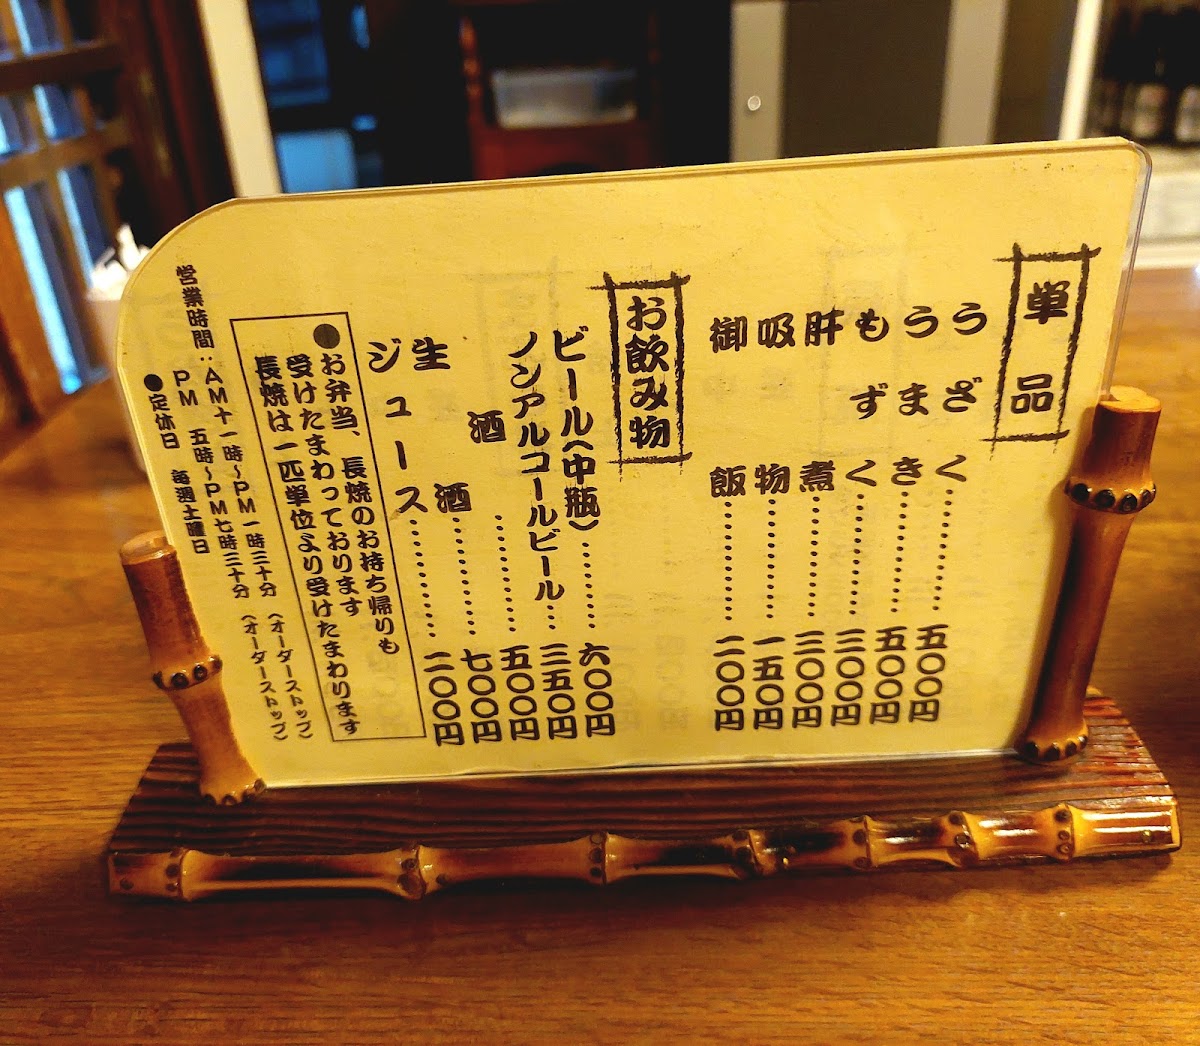 単品
うざく……………五〇〇円
うまき……………五〇〇円
もずく……………三〇〇円
肝煮……………三〇〇円
吸物……………一五〇円
御飯……………二〇〇円
お飲み物
ビール(中瓶)…………六〇〇円
ノンアルコールビール…三五〇円
酒……………五〇〇円
生酒……………七〇〇円
ジュース……………二〇〇円
●お弁当、長焼のお持ち帰りも
受けたまわっております
長焼は一匹単位より受けたまわります
営業時間:AM十一時〜PM一時三十分(オーダーストップ)
PM 五時〜PM七時三十分(オーダーストップ)
●定休日 毎週土曜日